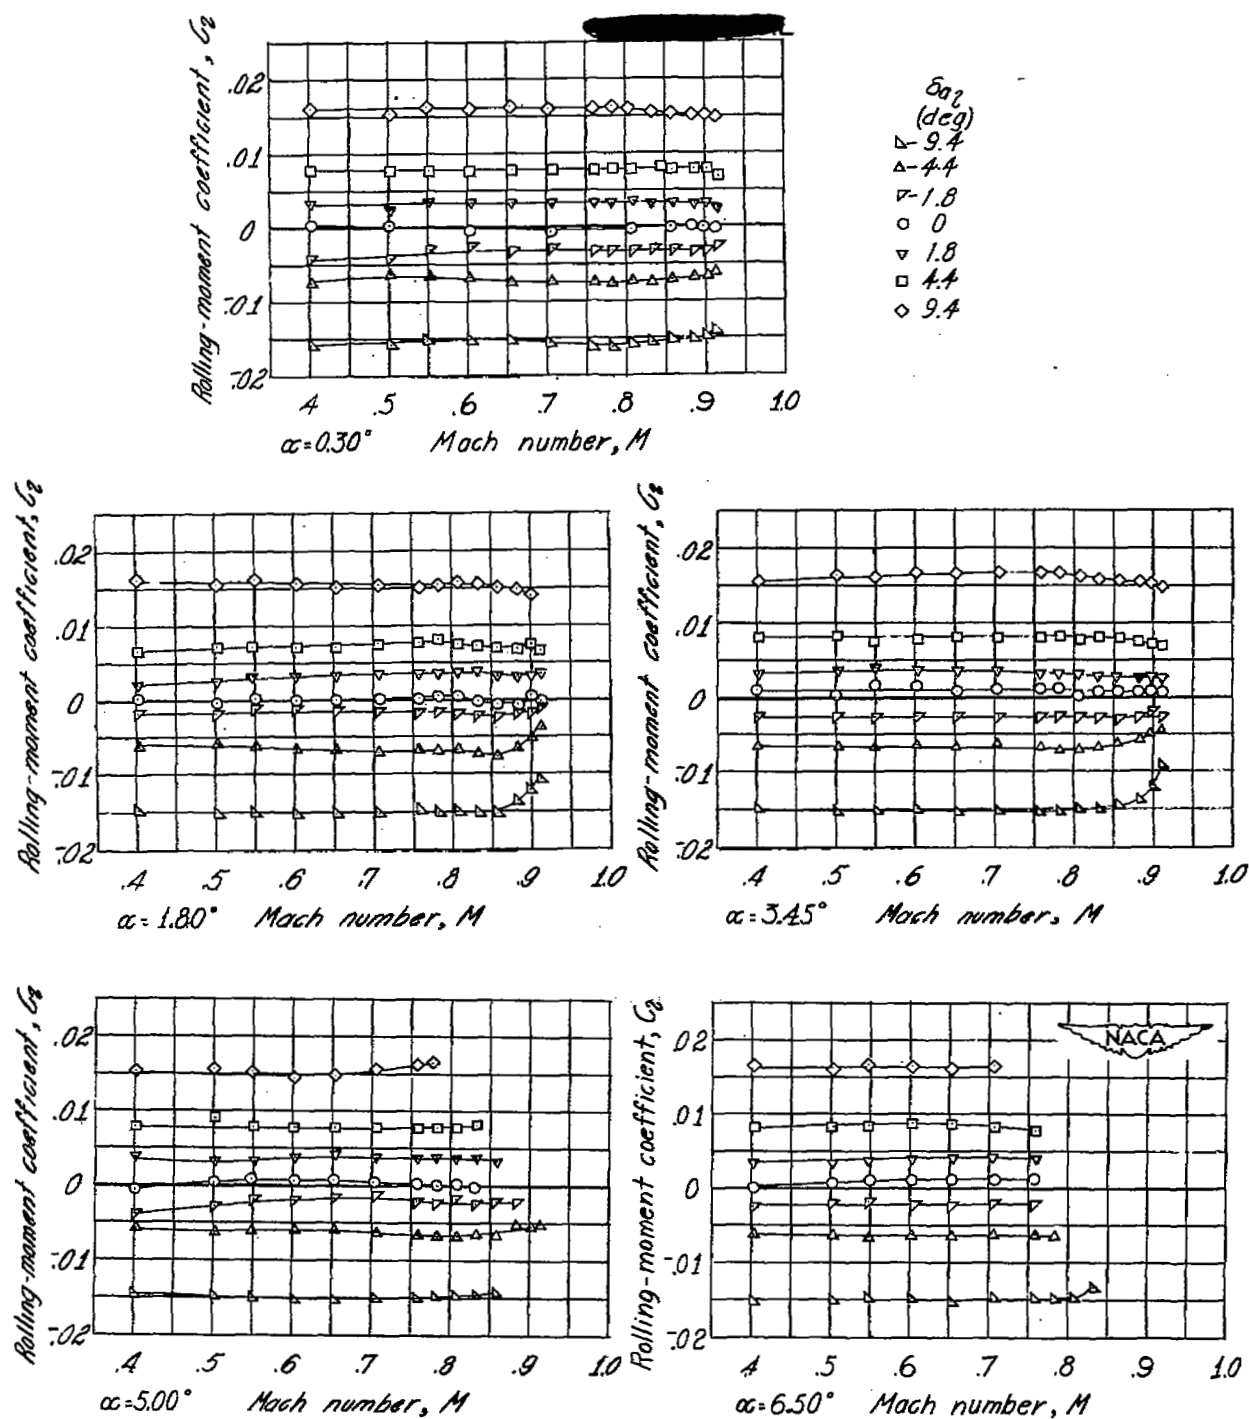 Rolling-moment coefficient, Cl
.02
.01
0
-.01
-.02
.4 .5 .6 .7 .8 .9 1.0
α=0.30° Mach number, M
δal
(deg)
-9.4
-4.4
-1.8
0
1.8
4.4
9.4
Rolling-moment coefficient, Cl
.02
.01
0
-.01
-.02
.4 .5 .6 .7 .8 .9 1.0
α=1.80° Mach number, M
Rolling-moment coefficient, Cl
.02
.01
0
-.01
-.02
.4 .5 .6 .7 .8 .9 1.0
α=3.45° Mach number, M
Rolling-moment coefficient, Cl
.02
.01
0
-.01
-.02
.4 .5 .6 .7 .8 .9 1.0
α=5.00° Mach number, M
Rolling-moment coefficient, Cl
.02
.01
0
-.01
-.02
.4 .5 .6 .7 .8 .9 1.0
α=6.50° Mach number, M
NACA